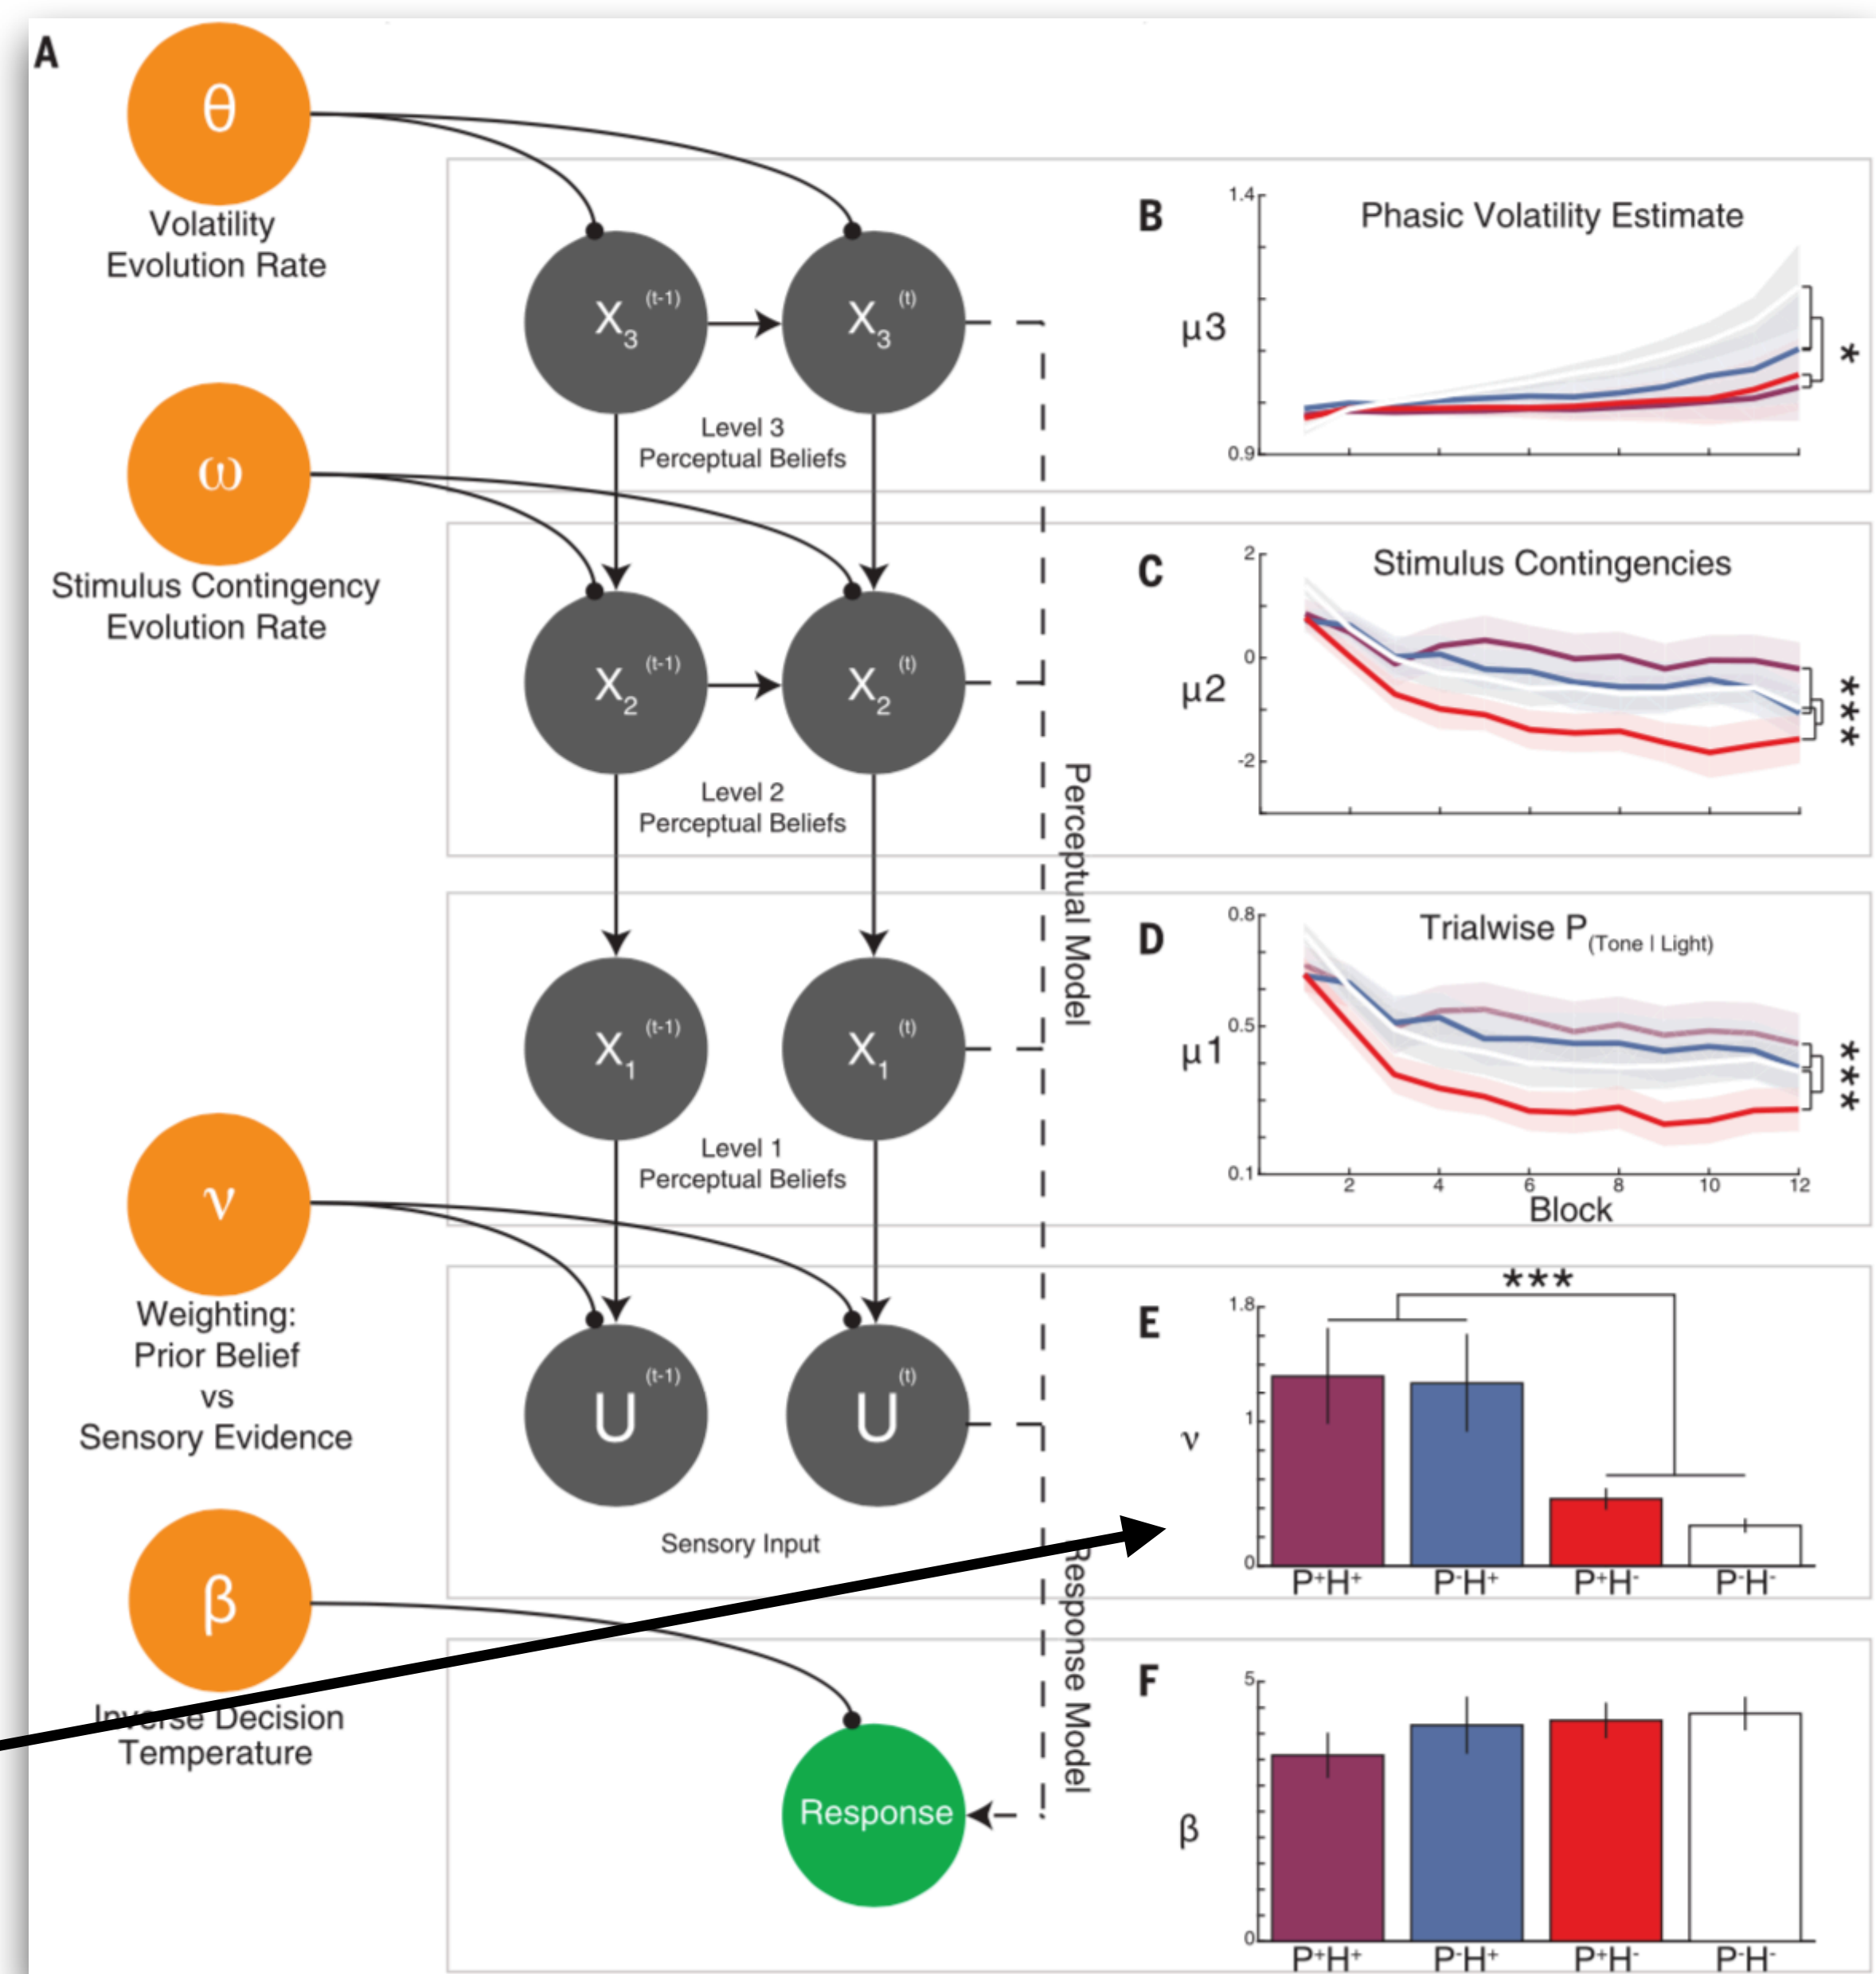 A
θ
Volatility
Evolution Rate
X3 (t-1)
X3 (t)
Level 3
Perceptual Beliefs
B
Phasic Volatility Estimate
1.4
μ3
0.9
*
ω
Stimulus Contingency
Evolution Rate
X2 (t-1)
X2 (t)
Level 2
Perceptual Beliefs
C
Stimulus Contingencies
2
0
-2
μ2
***
Perceptual Model
X1 (t-1)
X1 (t)
Level 1
Perceptual Beliefs
D
Trialwise P(Tone | Light)
0.8
0.5
0.1
μ1
***
2 4 6 8 10 12
Block
ν
Weighting:
Prior Belief
vs
Sensory Evidence
U (t-1)
U (t)
Sensory Input
E
***
1.8
1
0
ν
P+H+ P-H+ P+H- P-H-
β
Inverse Decision
Temperature
Response Model
Response
F
5
0
β
P+H+ P-H+ P+H- P-H-